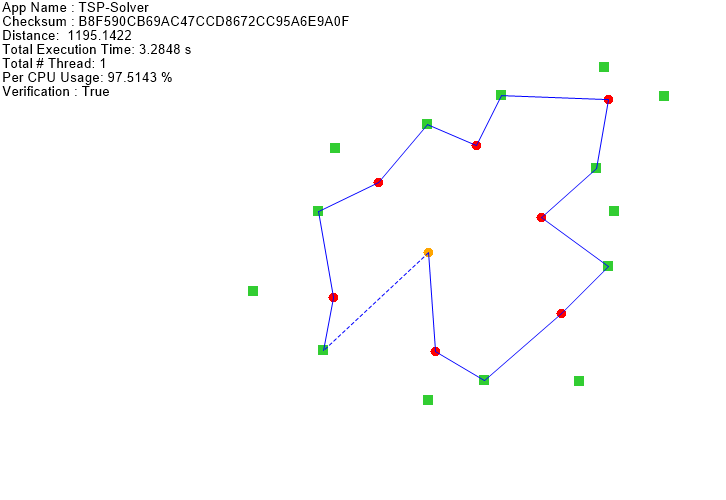 App Name : TSP-Solver
Checksum : B8F590CB69AC47CCD8672CC95A6E9A0F
Distance:  1195.1422
Total Execution Time: 3.2848 s
Total # Thread: 1
Per CPU Usage: 97.5143 %
Verification : True